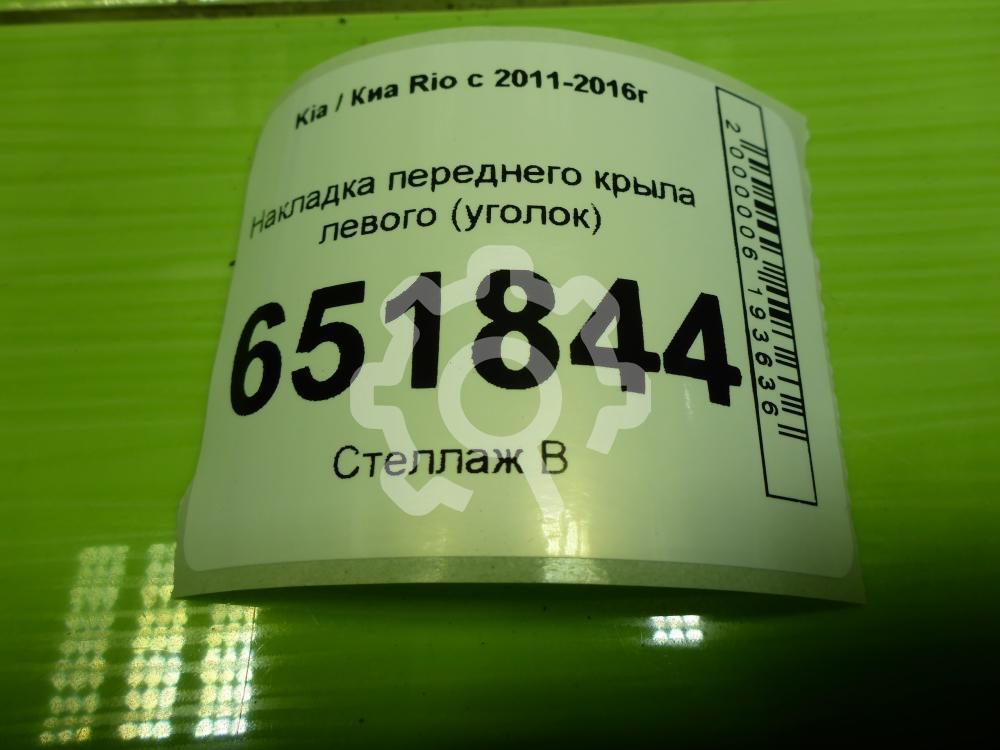 Kia / Киа Rio с 2011-2016г
Накладка переднего крыла
левого (уголок)
651844
Стеллаж В
2000006193636